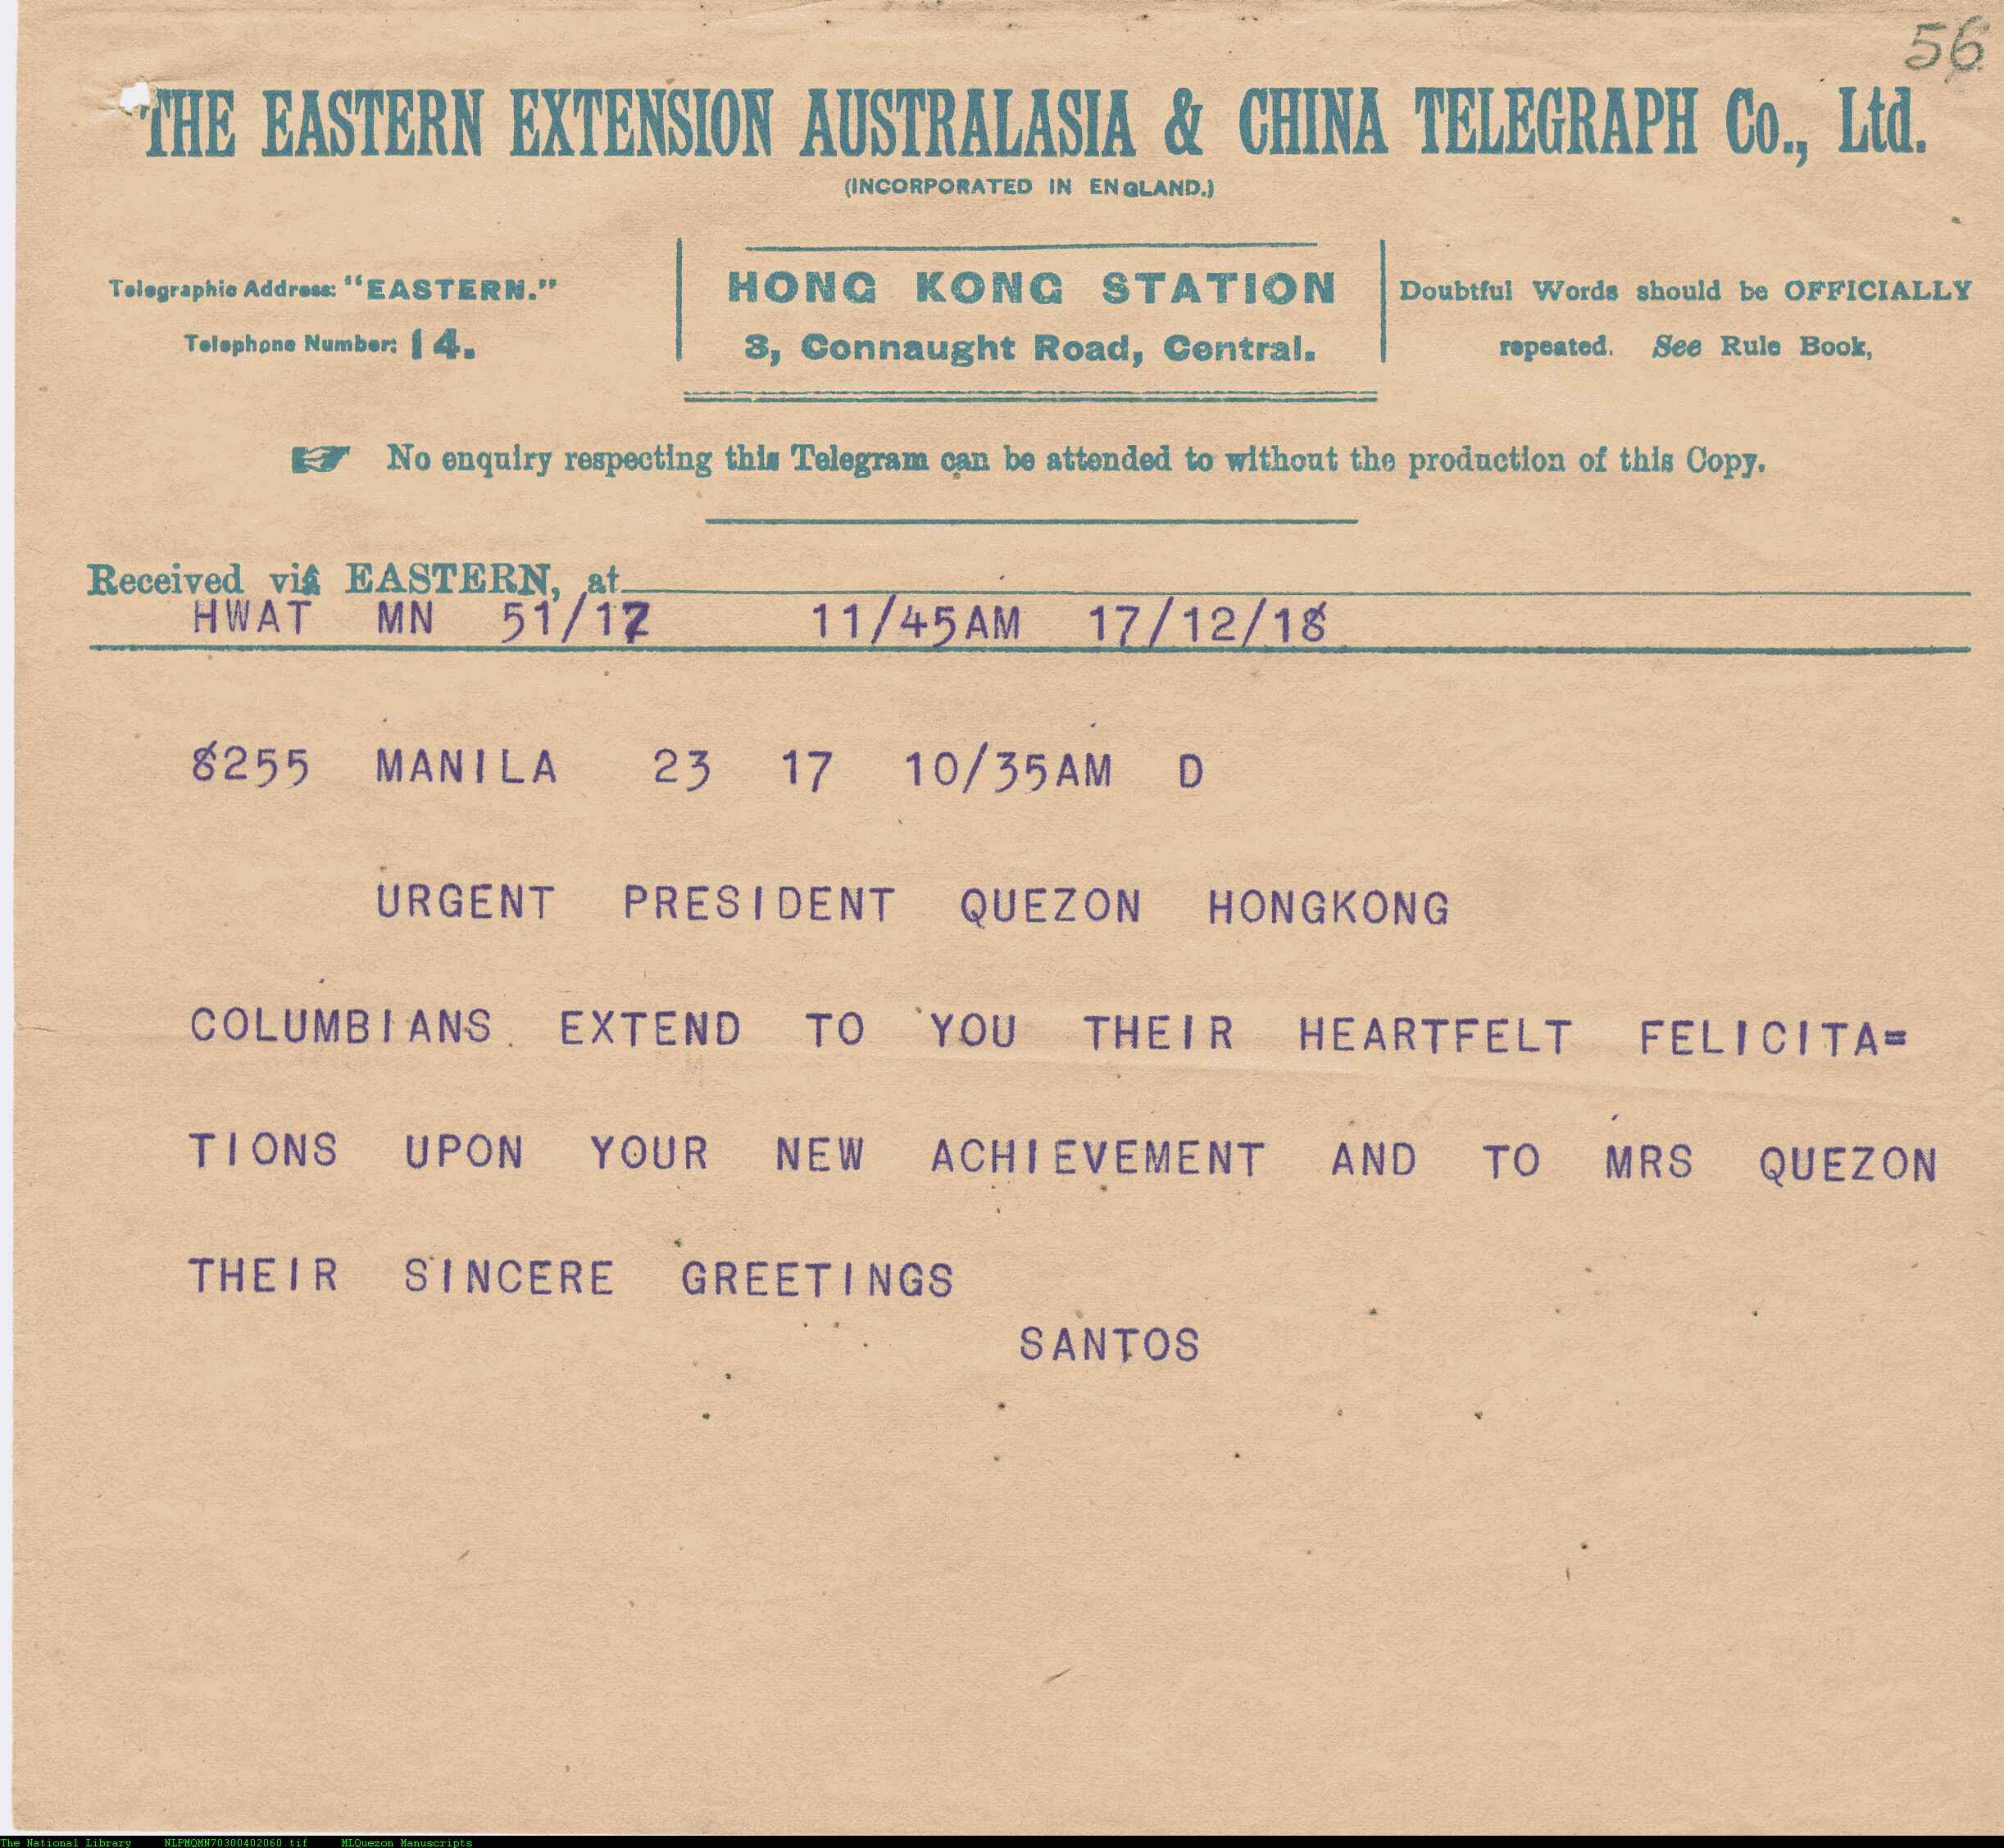 56
THE EASTERN EXTENSION AUSTRALASIA & CHINA TELEGRAPH Co., Ltd.
(INCORPORATED IN ENGLAND.)
Telegraphic Address: "EASTERN."
Telephone Number: 14.
HONG KONG STATION
3, Connaught Road, Central.
Doubtful Words should be OFFICIALLY
repeated. See Rule Book,
☞ No enquiry respecting this Telegram can be attended to without the production of this Copy.
Received viâ EASTERN, at
HWAT MN 51/17 11/45AM 17/12/18
8255 MANILA 23 17 10/35AM D
URGENT PRESIDENT QUEZON HONGKONG
COLUMBIANS EXTEND TO YOU THEIR HEARTFELT FELICITA=
TIONS UPON YOUR NEW ACHIEVEMENT AND TO MRS QUEZON
THEIR SINCERE GREETINGS
SANTOS
The National Library NLPMQMN70300402060.tif MLQuezon Manuscripts